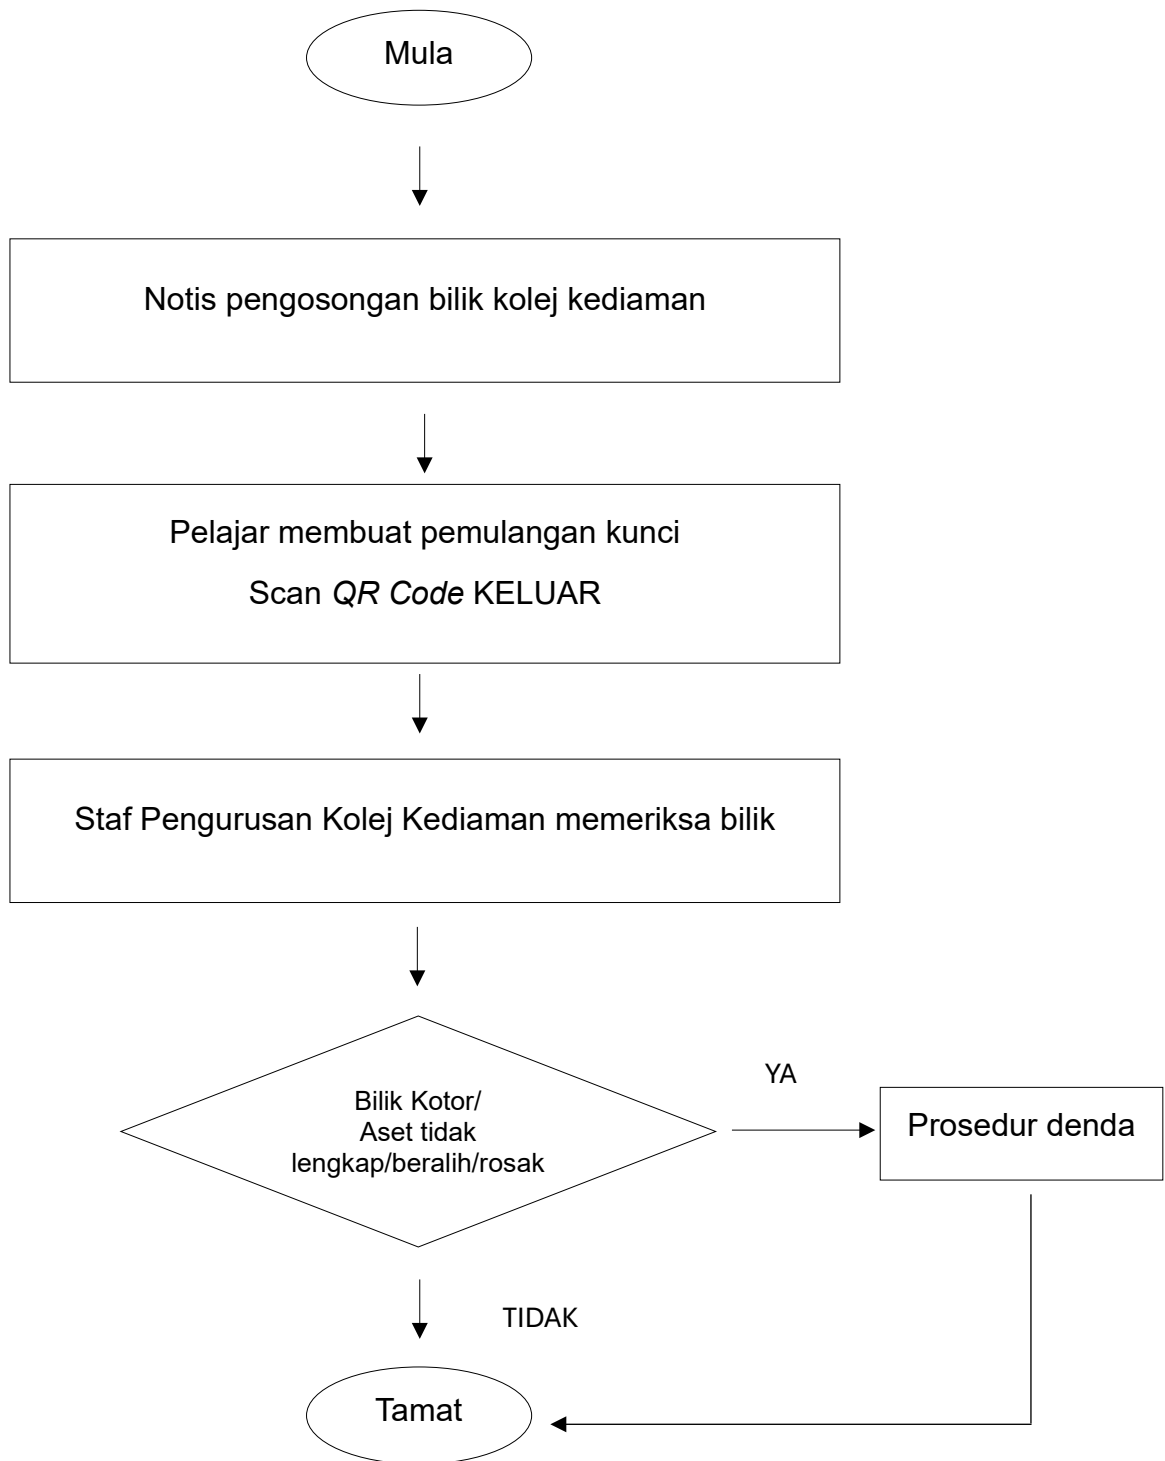 Mula
Notis pengosongan bilik kolej kediaman
Pelajar membuat pemulangan kunci
Scan QR Code KELUAR
Staf Pengurusan Kolej Kediaman memeriksa bilik
Bilik Kotor/
Aset tidak
lengkap/beralih/rosak
YA
Prosedur denda
TIDAK
Tamat